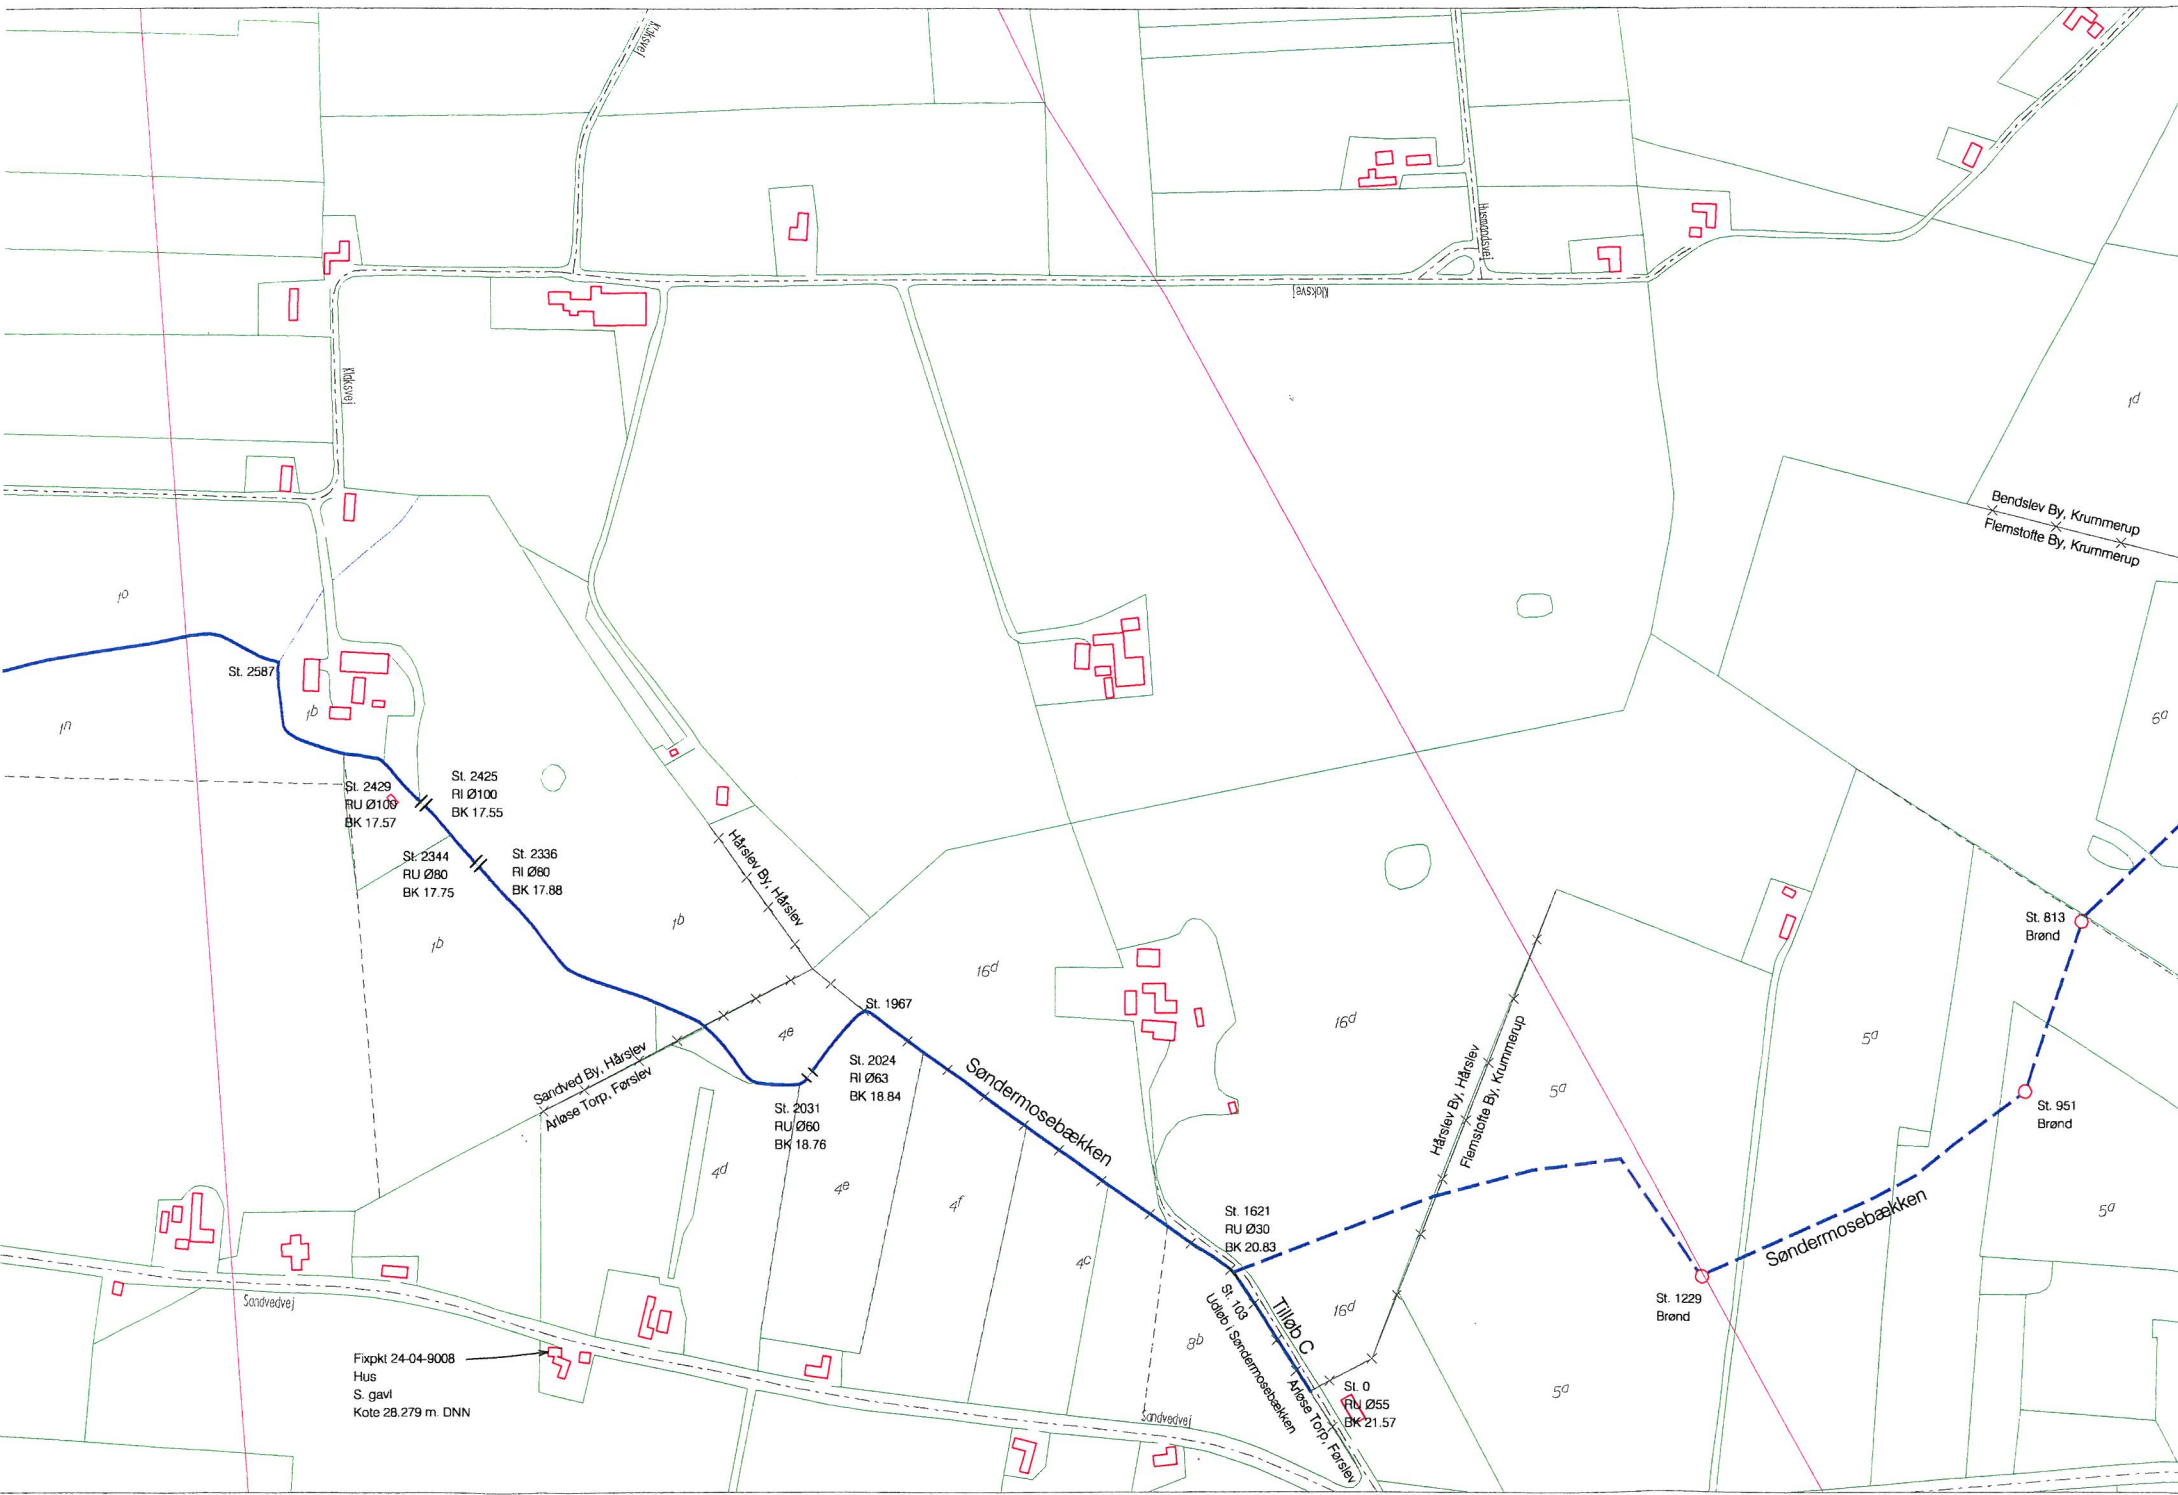 Kloksvej
Husmandsvej
Kloksvej
Kloksvej
1d
Bendslev By, Krummerup
Flemstofte By, Krummerup
1o
St. 2587
1b
1n
6a
St. 2429
RU Ø100
BK 17.57
St. 2425
RI Ø100
BK 17.55
St. 2344
RU Ø80
BK 17.75
St. 2336
RI Ø80
BK 17.88
Hårslev By, Hårslev
1b
1b
St. 813
Brønd
16d
St. 1967
16d
4e
5a
Sandved By, Hårslev
Arløse Torp, Førslev
St. 2024
RI Ø63
BK 18.84
Søndermosebækken
Hårslev By, Hårslev
Flemstofte By, Krummerup
5a
St. 951
Brønd
St. 2031
RU Ø60
BK 18.76
4d
4e
4f
5a
St. 1621
RU Ø30
BK 20.83
Søndermosebækken
4c
Sandvedvej
St. 103
Udløb i Søndermosebækken
Tilløb C
16d
St. 1229
Brønd
8b
Fixpkt 24-04-9008
Hus
S. gavl
Kote 28.279 m. DNN
St. 0
RU Ø55
BK 21.57
5a
Arløse Torp, Førslev
Sandvedvej